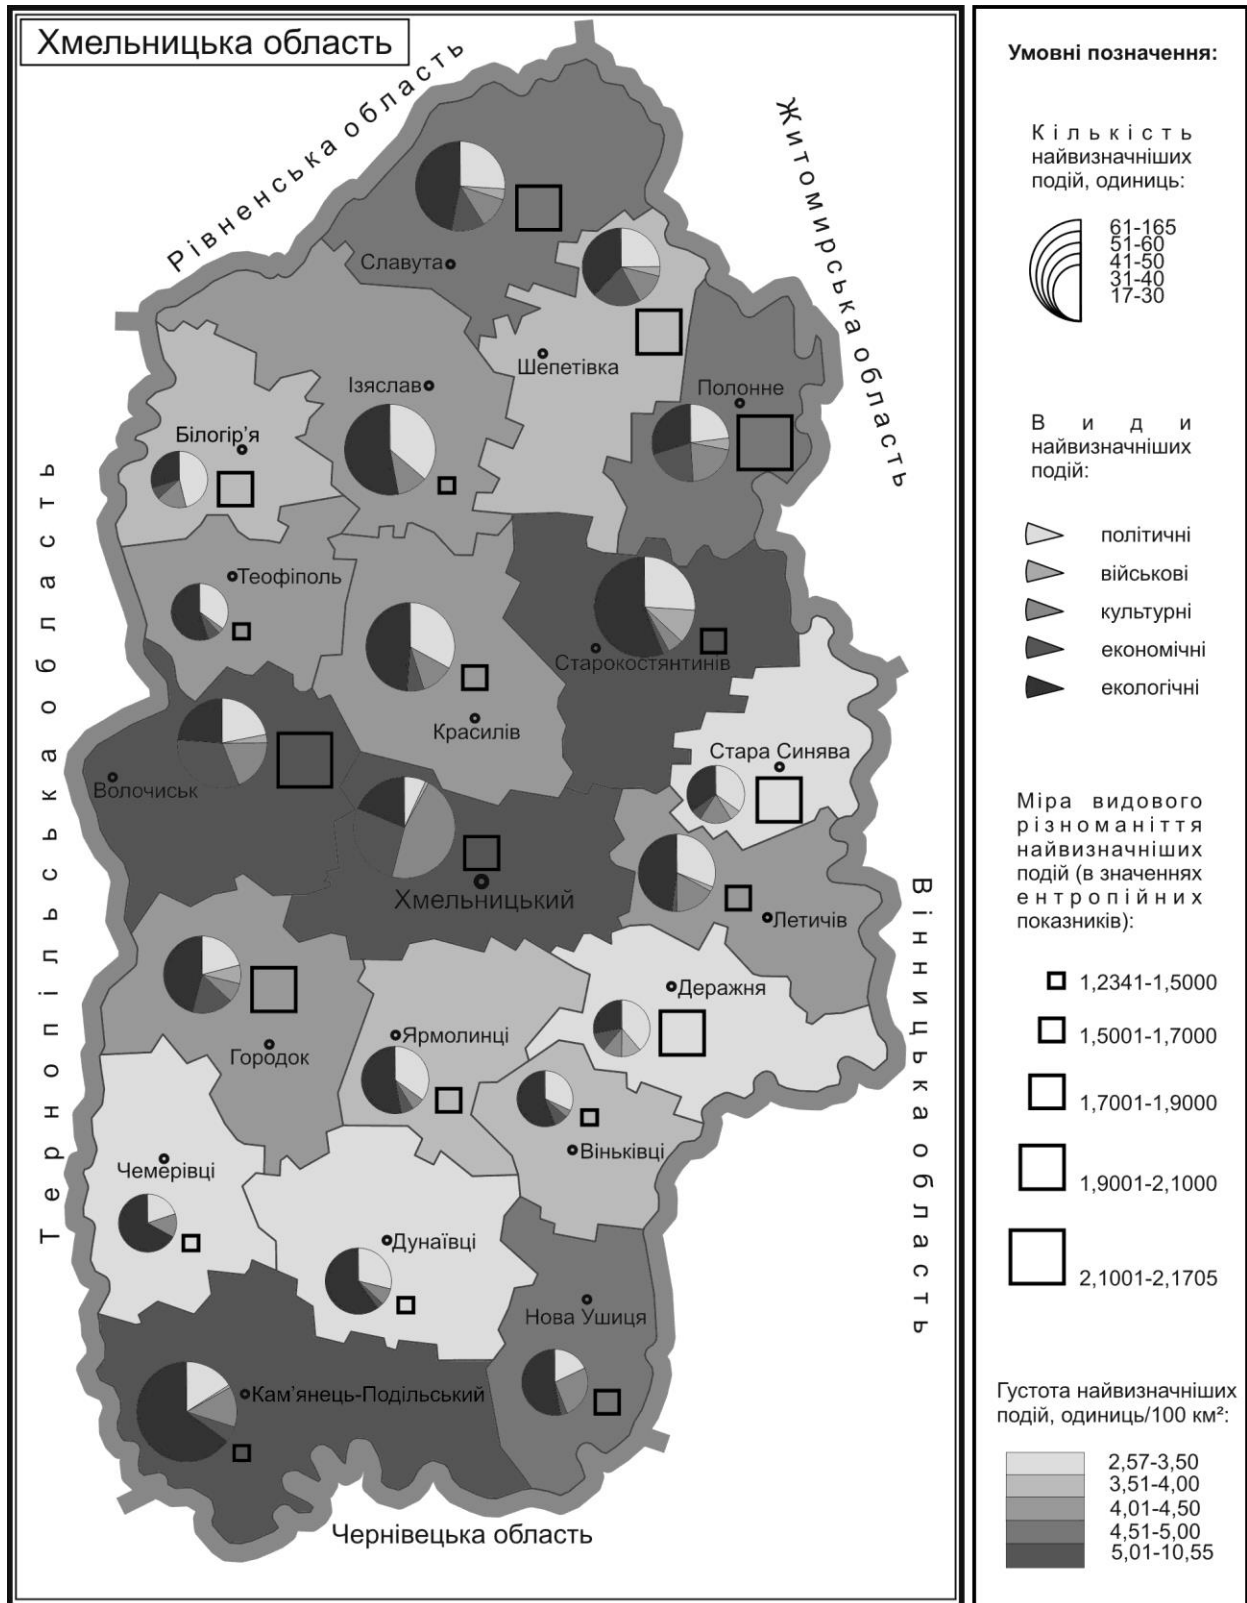 Хмельницька область
Рівненська область
Житомирська область
Славута
Шепетівка
Ізяслав
Полонне
Білогір’я
Теофіполь
Старокостянтинів
Красилів
Стара Синява
Волочиськ
Хмельницький
Летичів
Тернопільська область
Вінницька область
Деражня
Ярмолинці
Городок
Віньківці
Чемерівці
Дунаївці
Нова Ушиця
Кам’янець-Подільський
Чернівецька область
Умовні позначення:
Кількість
найвизначніших
подій, одиниць:
61-165
51-60
41-50
31-40
17-30
Види
найвизначніших
подій:
політичні
військові
культурні
економічні
екологічні
Міра видового
різноманіття
найвизначніших
подій (в значеннях
ентропійних
показників):
1,2341-1,5000
1,5001-1,7000
1,7001-1,9000
1,9001-2,1000
2,1001-2,1705
Густота найвизначніших
подій, одиниць/100 км²:
2,57-3,50
3,51-4,00
4,01-4,50
4,51-5,00
5,01-10,55